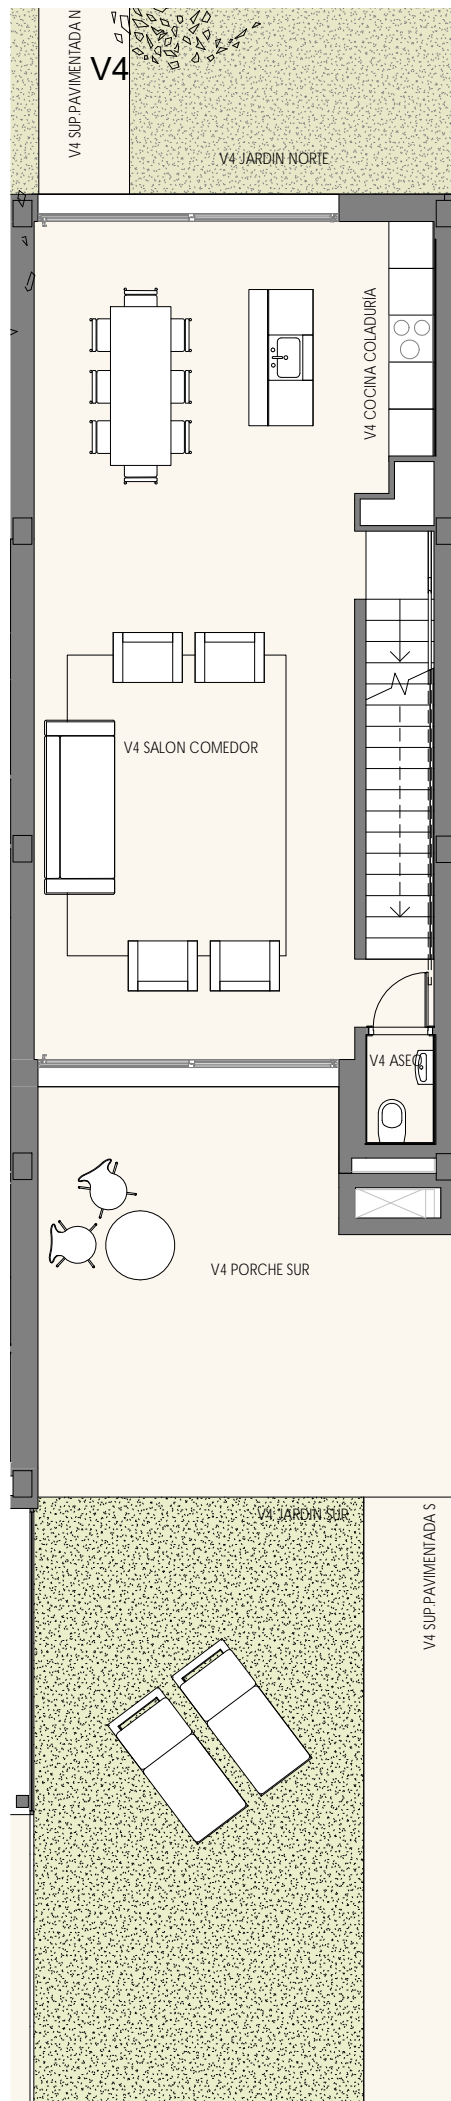 V4 SUP.PAVIMENTADA N
V4
V4 JARDIN NORTE
V4 COCINA COLADURÍA
V4 SALON COMEDOR
V4 ASEO
V4 PORCHE SUR
V4 JARDIN SUR
V4 SUP.PAVIMENTADA S